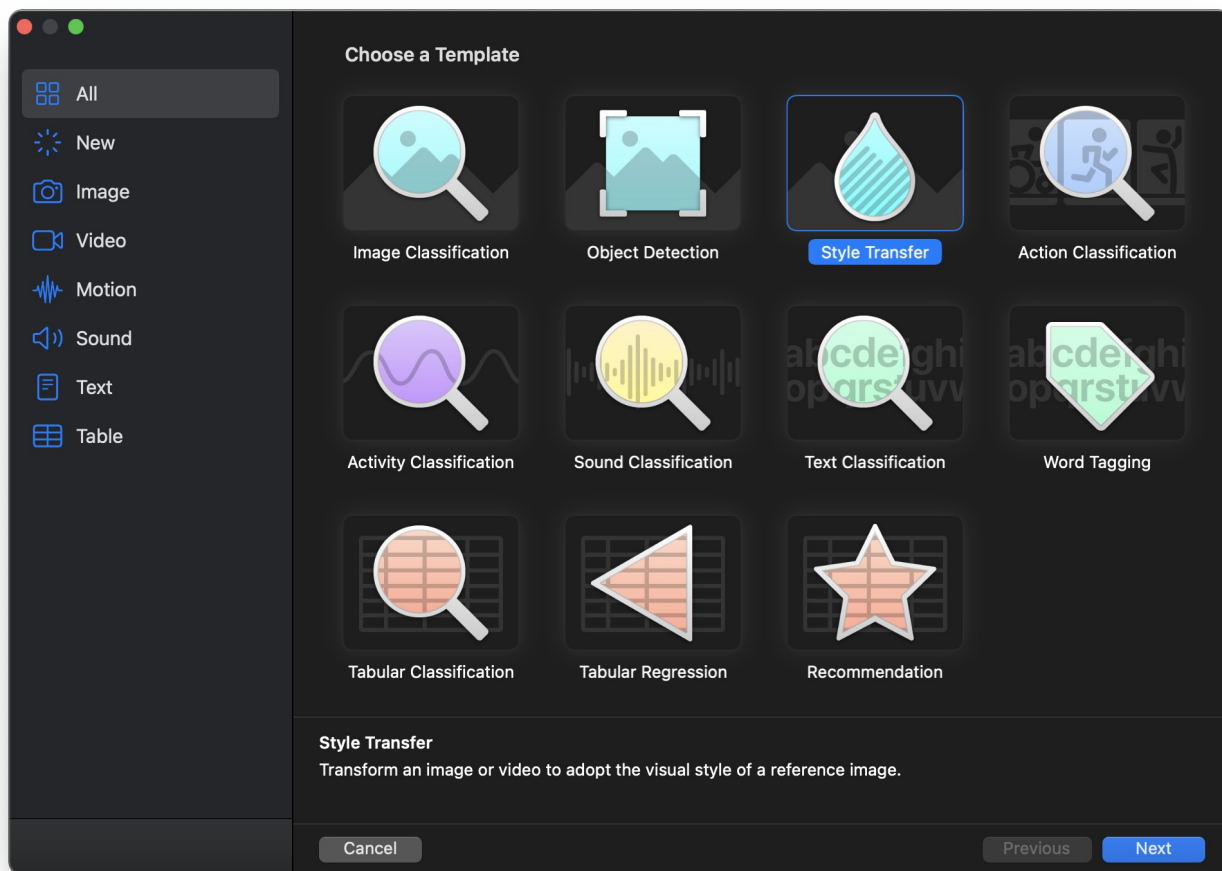 Choose a Template
All
New
Image
Video
Motion
Sound
Text
Table
Image Classification
Object Detection
Style Transfer
Action Classification
Activity Classification
Sound Classification
Text Classification
Word Tagging
Tabular Classification
Tabular Regression
Recommendation
Style Transfer
Transform an image or video to adopt the visual style of a reference image.
Cancel
Previous
Next